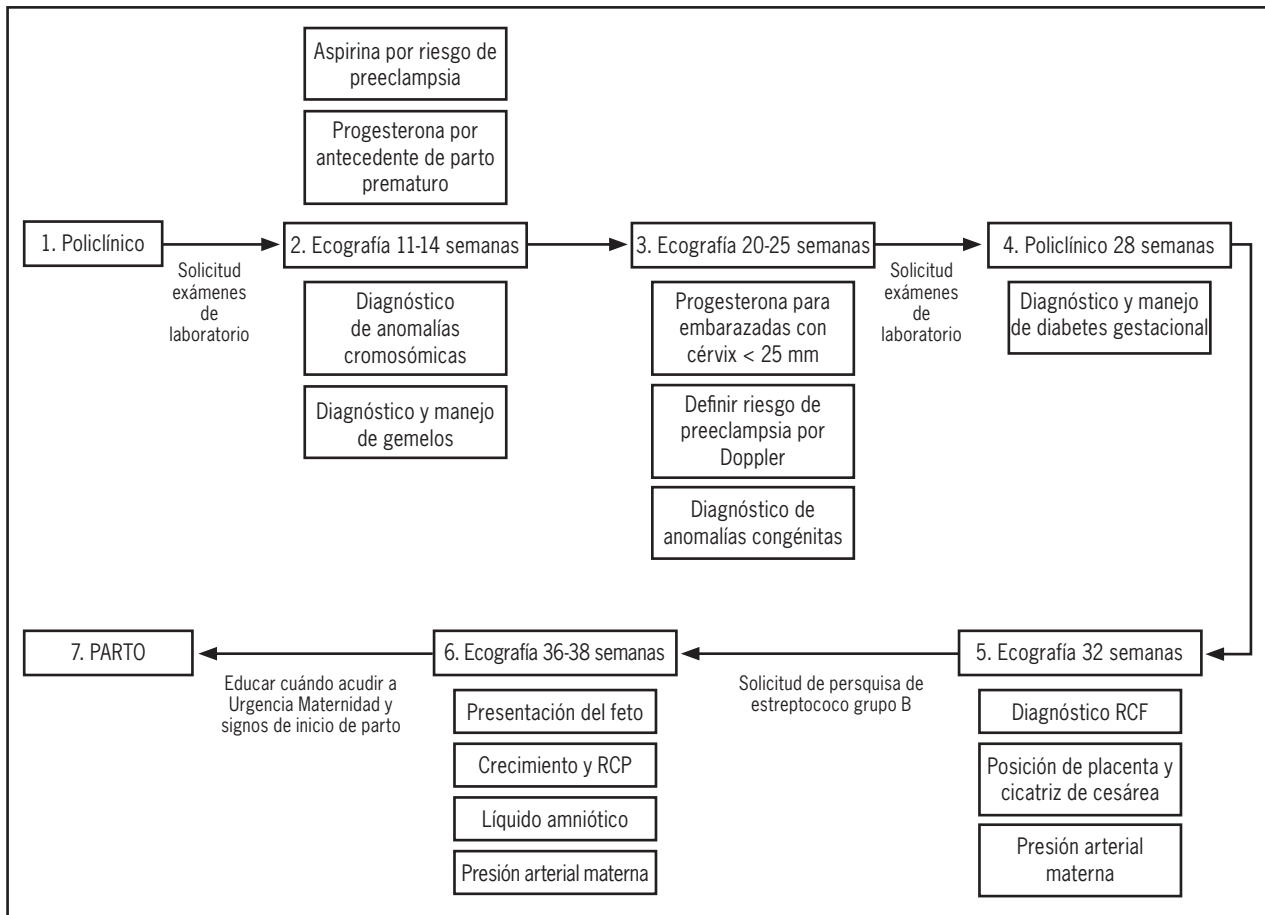 Aspirina por riesgo de
preeclampsia
Progesterona por
antecedente de parto
prematuro
1. Policlínico
Solicitud
exámenes
de
laboratorio
2. Ecografía 11-14 semanas
Diagnóstico
de anomalías
cromosómicas
Diagnóstico y manejo
de gemelos
3. Ecografía 20-25 semanas
Progesterona para
embarazadas con
cérvix < 25 mm
Definir riesgo de
preeclampsia por
Doppler
Diagnóstico de
anomalías congénitas
Solicitud
exámenes
de
laboratorio
4. Policlínico 28 semanas
Diagnóstico y manejo
de diabetes gestacional
5. Ecografía 32 semanas
Diagnóstico RCF
Posición de placenta y
cicatriz de cesárea
Presión arterial
materna
Solicitud de persquisa de
estreptococo grupo B
6. Ecografía 36-38 semanas
Presentación del feto
Crecimiento y RCP
Líquido amniótico
Presión arterial materna
Educar cuándo acudir a
Urgencia Maternidad y
signos de inicio de parto
7. PARTO